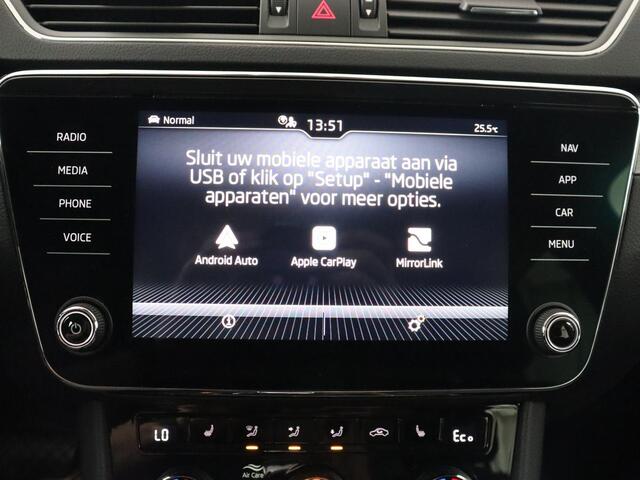 Normal 13:51 25.5°C
RADIO
MEDIA
PHONE
VOICE
Sluit uw mobiele apparaat aan via
USB of klik op "Setup" - "Mobiele
apparaten" voor meer opties.
Android Auto Apple CarPlay MirrorLink
NAV
APP
CAR
MENU
LO Eco
Air Care